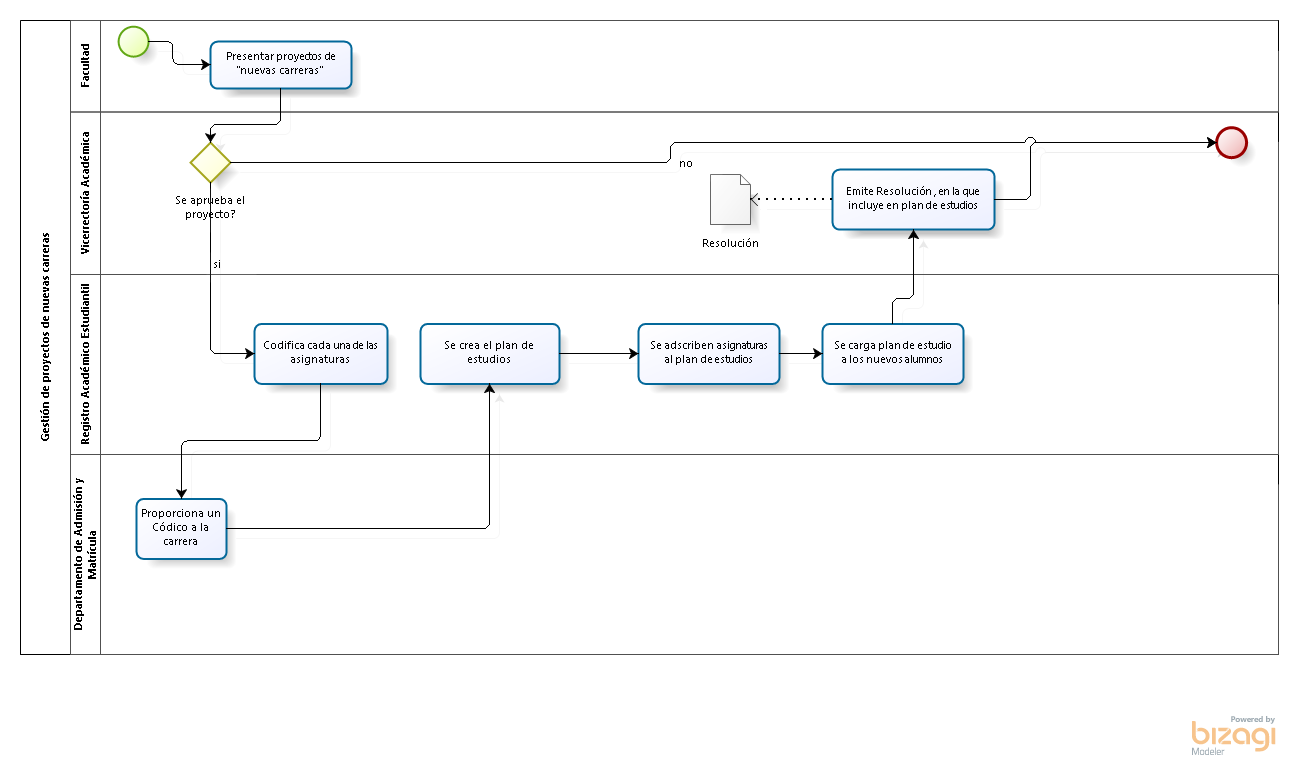 Gestión de proyectos de nuevas carreras
Facultad
Presentar proyectos de
"nuevas carreras"
Vicerrectoría Académica
Se aprueba el
proyecto?
no
si
Emite Resolución , en la que
incluye en plan de estudios
Resolución
Registro Académico Estudiantil
Codifica cada una de las
asignaturas
Se crea el plan de
estudios
Se adscriben asignaturas
al plan de estudios
Se carga plan de estudio
a los nuevos alumnos
Departamento de Admisión y
Matrícula
Proporciona un
Códico a la
carrera
Powered by
bizagi
Modeler